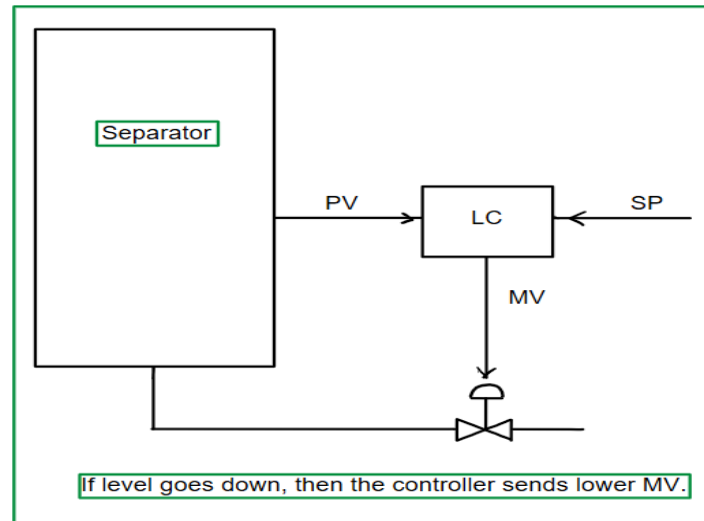 Separator
PV
LC
SP
MV
If level goes down, then the controller sends lower MV.